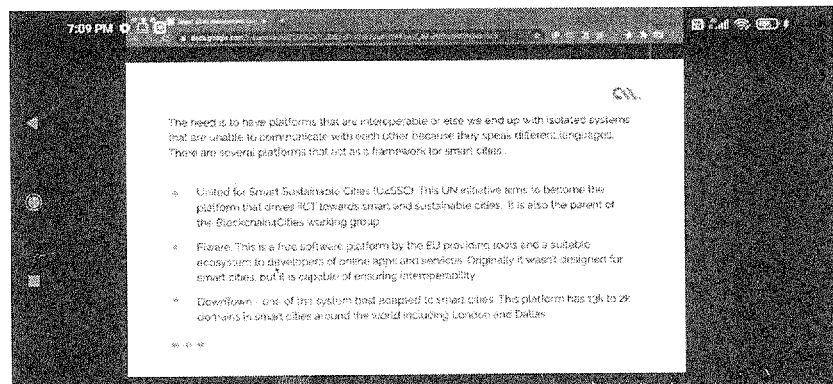 7:09 PM
The need is to have platforms that are interoperable or else we end up with isolated systems
that are unable to communicate with each other because they speak different languages.
There are several platforms that act as a framework for smart cities.
United for Smart Sustainable Cities (U4SSC). This UN initiative aims to become the
platform that drives ICT towards smart and sustainable cities. It is also the parent of
the Blockchain4Cities working group
Fiware. This is a free software platform by the EU providing tools and a suitable
ecosystem to developers of online apps and services. Originally it wasn't designed for
smart cities, but it is capable of ensuring interoperability
Downtown - one of the system best adapted to smart cities. This platform has to 2k
domains in smart cities around the world including London and Dallas